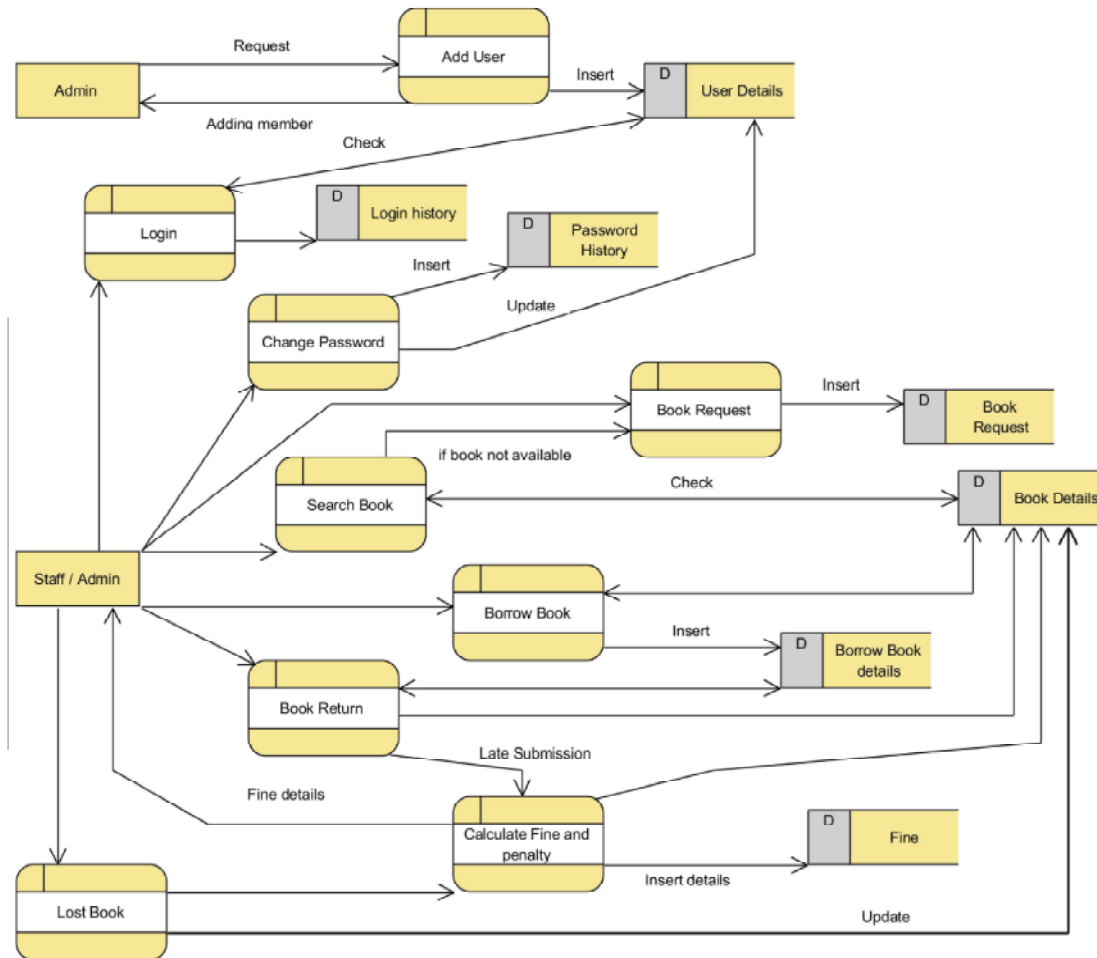 Request
Add User
Admin
Insert
D
User Details
Adding member
Check
D
Login history
Login
D
Password
History
Insert
Update
Change Password
Book Request
Insert
D
Book
Request
if book not available
Search Book
Check
D
Book Details
Staff / Admin
Borrow Book
Insert
D
Borrow Book
details
Book Return
Late Submission
Fine details
Calculate Fine and
penalty
D
Fine
Insert details
Lost Book
Update